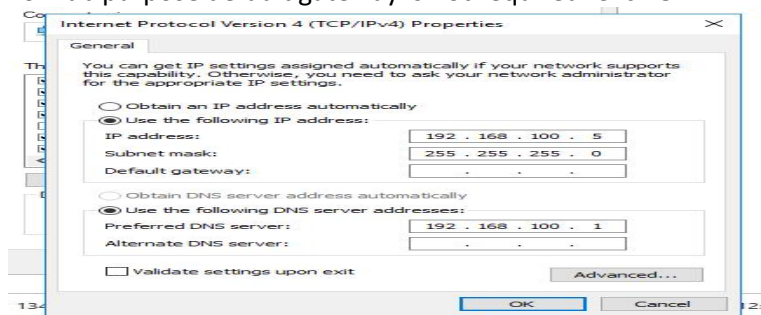 Internet Protocol Version 4 (TCP/IPv4) Properties
General
You can get IP settings assigned automatically if your network supports
this capability. Otherwise, you need to ask your network administrator
for the appropriate IP settings.
Obtain an IP address automatically
Use the following IP address:
IP address: 192 . 168 . 100 . 5
Subnet mask: 255 . 255 . 255 . 0
Default gateway: . . .
Obtain DNS server address automatically
Use the following DNS server addresses:
Preferred DNS server: 192 . 168 . 100 . 1
Alternate DNS server: . . .
Validate settings upon exit
Advanced...
OK Cancel